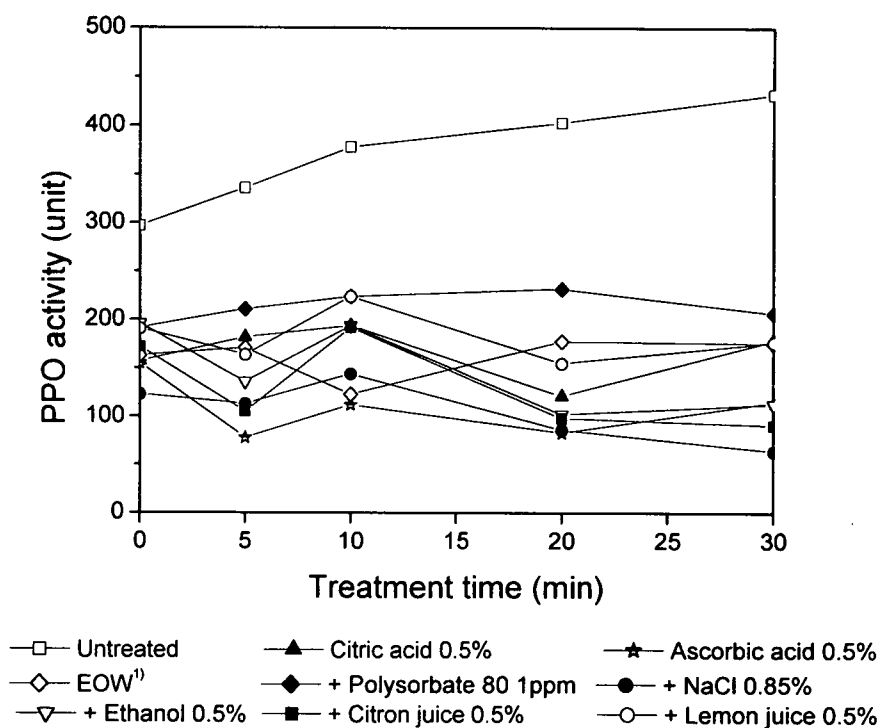 500
400
300
200
100
0
PPO activity (unit)
0 5 10 15 20 25 30
Treatment time (min)
Untreated Citric acid 0.5% Ascorbic acid 0.5%
EOW¹⁾ + Polysorbate 80 1ppm + NaCl 0.85%
+ Ethanol 0.5% + Citron juice 0.5% + Lemon juice 0.5%